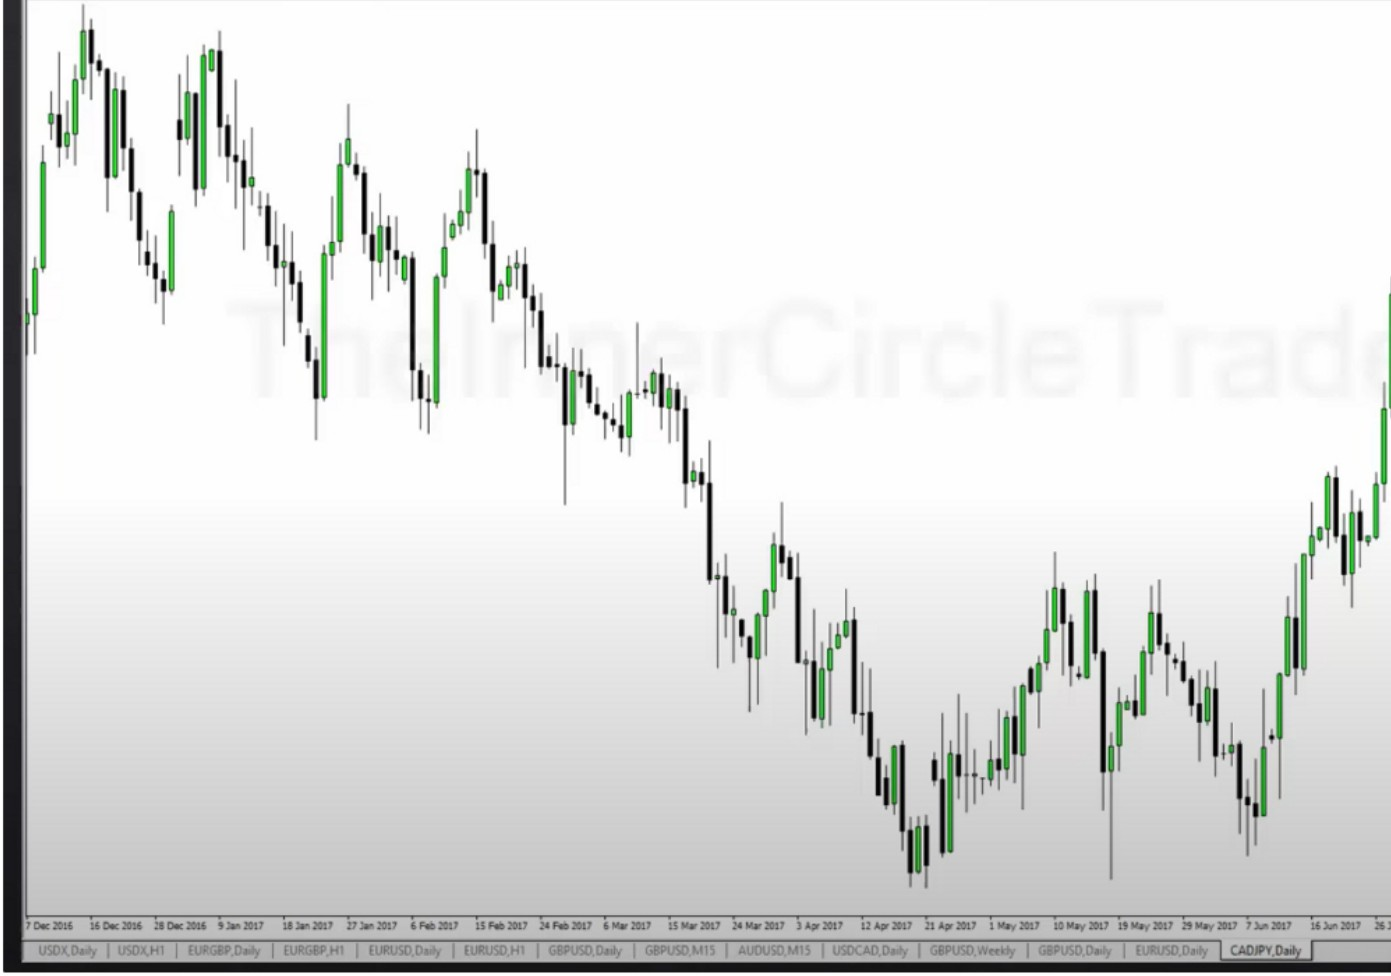 TheInnerCircleTrade
7 Dec 2016 16 Dec 2016 28 Dec 2016 9 Jan 2017 18 Jan 2017 27 Jan 2017 6 Feb 2017 15 Feb 2017 24 Feb 2017 6 Mar 2017 15 Mar 2017 24 Mar 2017 3 Apr 2017 12 Apr 2017 21 Apr 2017 1 May 2017 10 May 2017 19 May 2017 29 May 2017 7 Jun 2017 16 Jun 2017 26 J
USDX,Daily | USDX,H1 | EURGBP,Daily | EURGBP,H1 | EURUSD,Daily | EURUSD,H1 | GBPUSD,Daily | GBPUSD,M15 | AUDUSD,M15 | USDCAD,Daily | GBPUSD,Weekly | GBPUSD,Daily | EURUSD,Daily | CADJPY,Daily